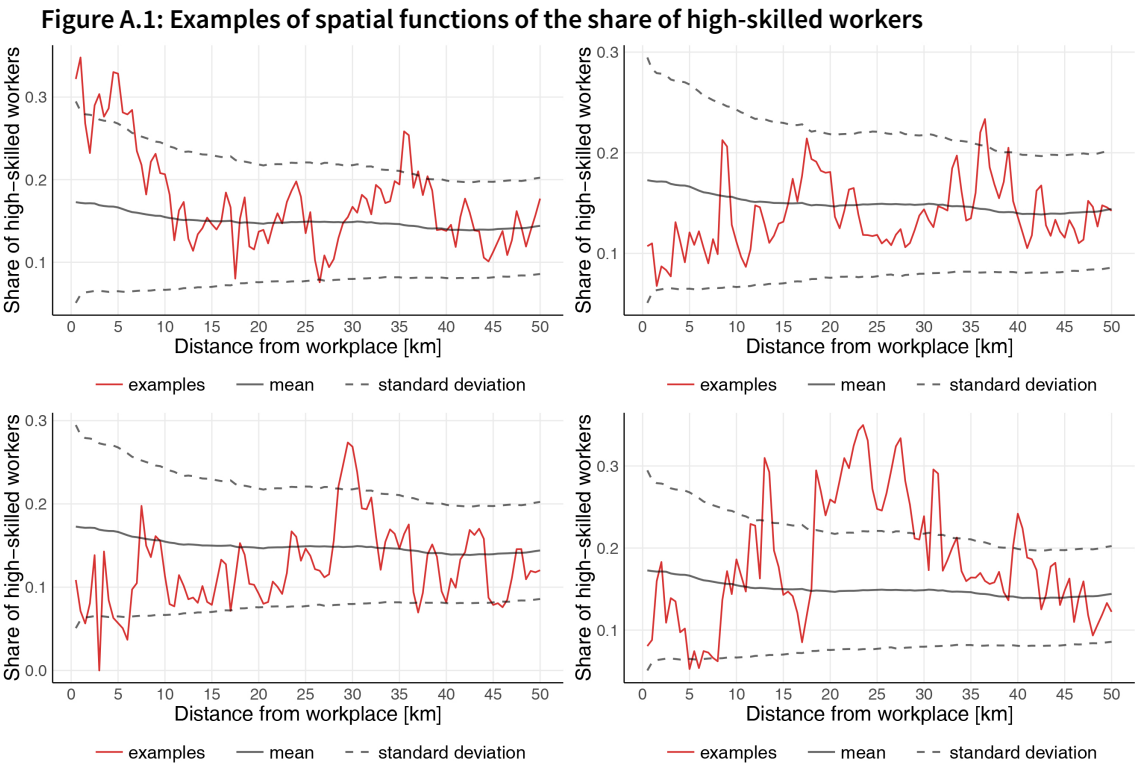 Figure A.1: Examples of spatial functions of the share of high-skilled workers
Share of high−skilled workers
0.3
0.2
0.1
0 5 10 15 20 25 30 35 40 45 50
Distance from workplace [km]
examples mean standard deviation
Share of high−skilled workers
0.3
0.2
0.1
0 5 10 15 20 25 30 35 40 45 50
Distance from workplace [km]
examples mean standard deviation
Share of high−skilled workers
0.3
0.2
0.1
0.0
0 5 10 15 20 25 30 35 40 45 50
Distance from workplace [km]
examples mean standard deviation
Share of high−skilled workers
0.3
0.2
0.1
0 5 10 15 20 25 30 35 40 45 50
Distance from workplace [km]
examples mean standard deviation